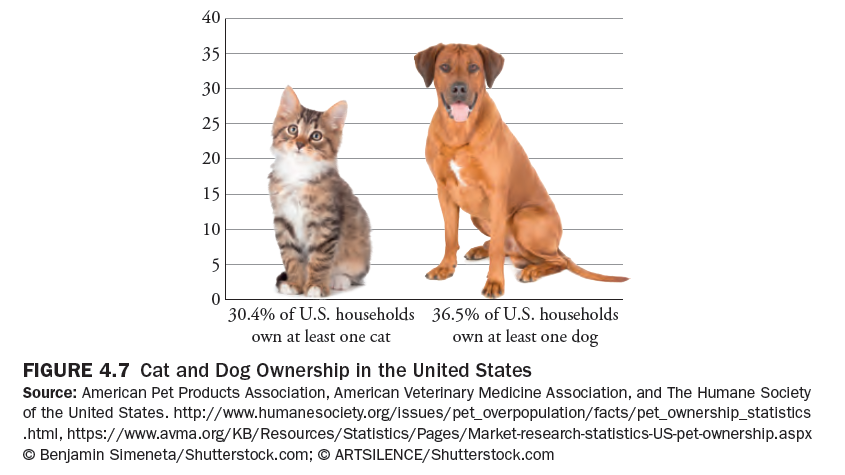 40
35
30
25
20
15
10
5
0
30.4% of U.S. households
own at least one cat
36.5% of U.S. households
own at least one dog
FIGURE 4.7 Cat and Dog Ownership in the United States
Source: American Pet Products Association, American Veterinary Medicine Association, and The Humane Society
of the United States. http://www.humanesociety.org/issues/pet_overpopulation/facts/pet_ownership_statistics
.html, https://www.avma.org/KB/Resources/Statistics/Pages/Market-research-statistics-US-pet-ownership.aspx
© Benjamin Simeneta/Shutterstock.com; © ARTSILENCE/Shutterstock.com